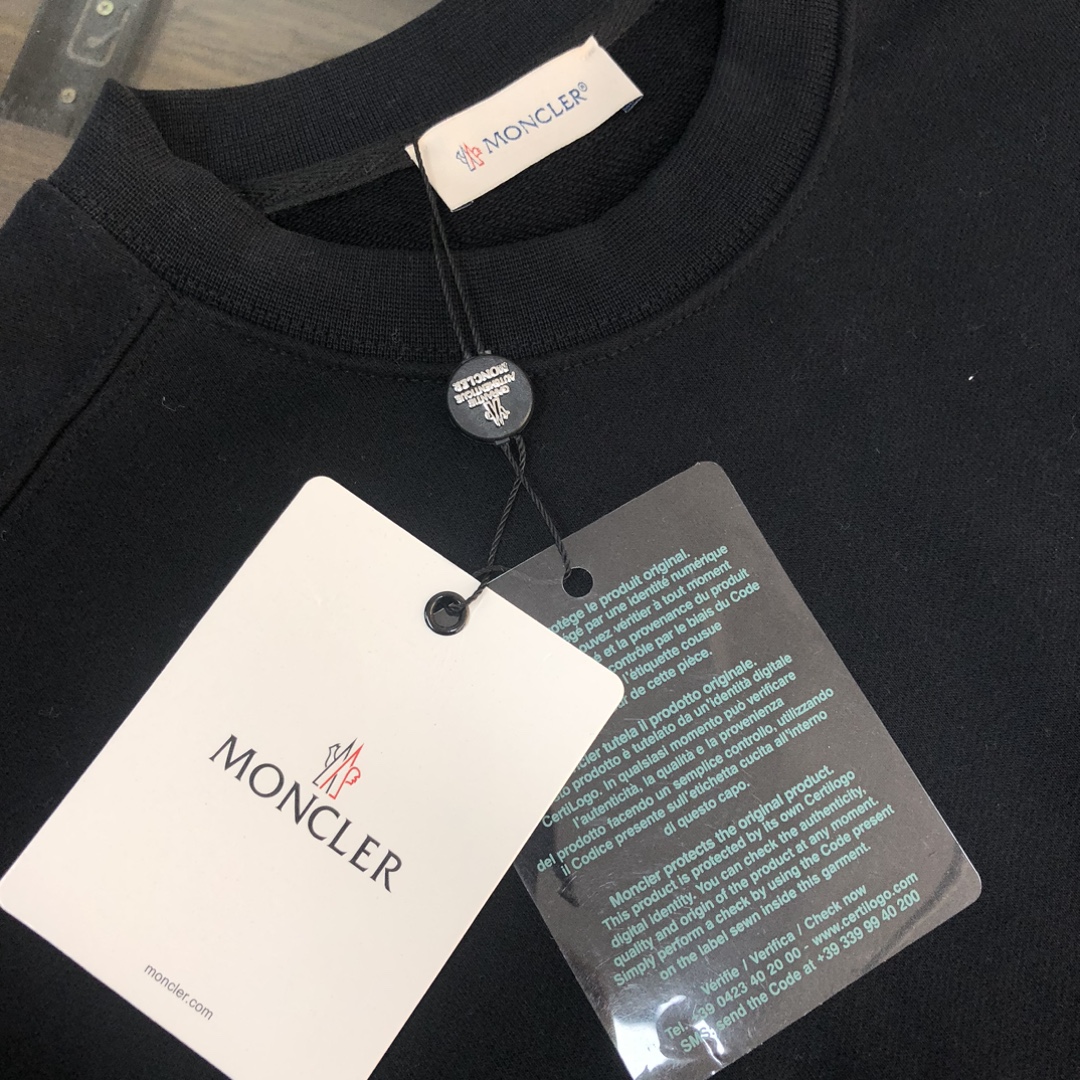 MONCLER®
MONCLER
AUTHENTIQUE
GARANTIE
MONCLER
moncler.com
le produit original.
par une identité numérique
vérifier à tout moment
et la provenance du produit
contrôle par le biais du Code
l'étiquette cousue
de cette pièce.
tutela il prodotto originale.
prodotto è tutelato da un'identità digitale
CertiLogo. In qualsiasi momento può verificare
l'autenticità, la qualità e la provenienza
del prodotto facendo un semplice controllo, utilizzando
il Codice presente sull'etichetta cucita all'interno
di questo capo.
Moncler protects the original product.
This product is protected by its own Certilogo
digital identity. You can check the authenticity,
quality and origin of the product at any moment.
Simply perform a check by using the Code present
on the label sewn inside this garment.
Vérifie / Verifica / Check now
Tel. +39 0423 40 20 00 - www.certilogo.com
SMS: send the Code at +39 339 99 40 200